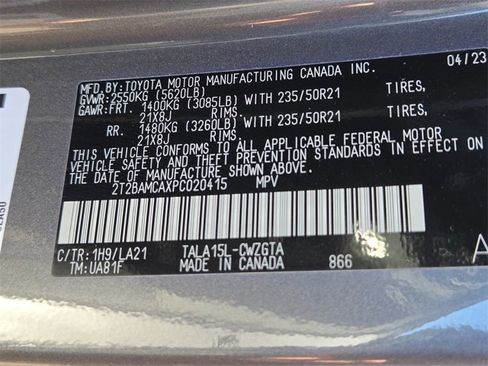 MFD. BY: TOYOTA MOTOR MANUFACTURING CANADA INC. 04/23
GVWR: 2550KG (5620LB)
GAWR: FRT. 1400KG (3085LB) WITH 235/50R21 TIRES,
21X8J RIMS.
RR. 1480KG (3260LB) WITH 235/50R21 TIRES,
21X8J RIMS.
THIS VEHICLE CONFORMS TO ALL APPLICABLE FEDERAL MOTOR
VEHICLE SAFETY AND THEFT PREVENTION STANDARDS IN EFFECT ON
THE DATE OF MANUFACTURE SHOWN ABOVE.
2T2BAMCAXPC020415 MPV
C/TR: 1H9/LA21 TALA15L-CWZGTA A
TM: UA81F MADE IN CANADA 866